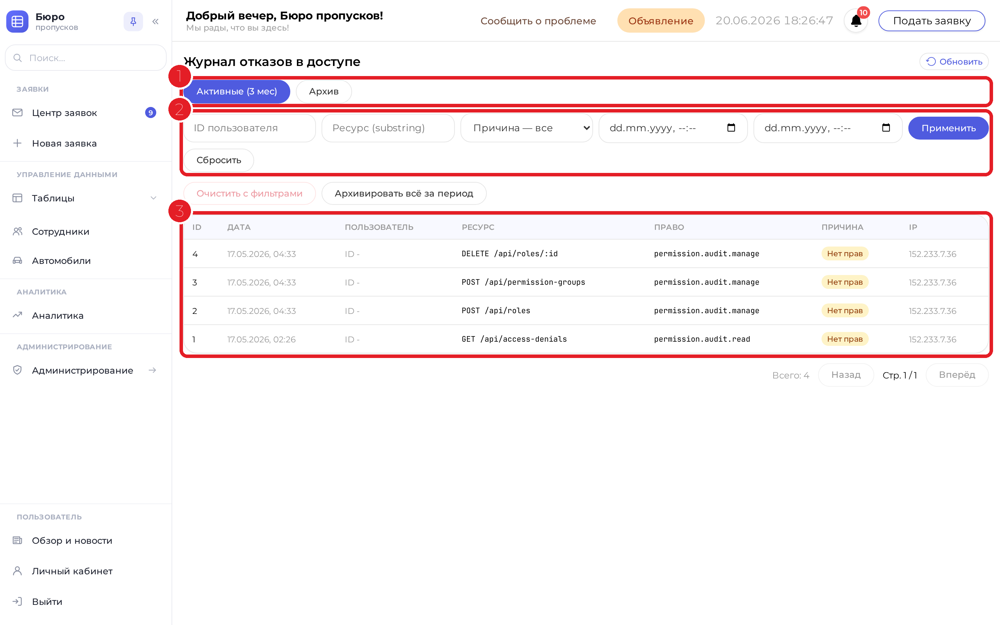 Бюро
пропусков
Поиск...
ЗАЯВКИ
Центр заявок 9
Новая заявка
УПРАВЛЕНИЕ ДАННЫМИ
Таблицы
Сотрудники
Автомобили
АНАЛИТИКА
Аналитика
АДМИНИСТРИРОВАНИЕ
Администрирование
ПОЛЬЗОВАТЕЛЬ
Обзор и новости
Личный кабинет
Выйти
Добрый вечер, Бюро пропусков!
Мы рады, что вы здесь!
Сообщить о проблеме Объявление 20.06.2026 18:26:47 10 Подать заявку
Журнал отказов в доступе Обновить
1
Активные (3 мес) Архив
2
ID пользователя Ресурс (substring) Причина — все dd.mm.yyyy, --:-- dd.mm.yyyy, --:-- Применить
Сбросить
Очистить с фильтрами Архивировать всё за период
3
ID ДАТА ПОЛЬЗОВАТЕЛЬ РЕСУРС ПРАВО ПРИЧИНА IP
4 17.05.2026, 04:33 ID - DELETE /api/roles/:id permission.audit.manage Нет прав 152.233.7.36
3 17.05.2026, 04:33 ID - POST /api/permission-groups permission.audit.manage Нет прав 152.233.7.36
2 17.05.2026, 04:33 ID - POST /api/roles permission.audit.manage Нет прав 152.233.7.36
1 17.05.2026, 02:26 ID - GET /api/access-denials permission.audit.read Нет прав 152.233.7.36
Всего: 4 Назад Стр. 1 / 1 Вперёд